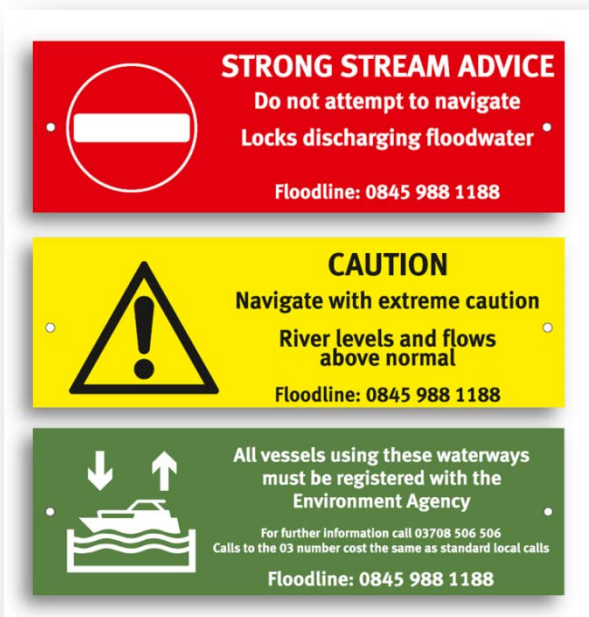 STRONG STREAM ADVICE
Do not attempt to navigate
Locks discharging floodwater
Floodline: 0845 988 1188
CAUTION
Navigate with extreme caution
River levels and flows
above normal
Floodline: 0845 988 1188
All vessels using these waterways
must be registered with the
Environment Agency
For further information call 03708 506 506
Calls to the 03 number cost the same as standard local calls
Floodline: 0845 988 1188